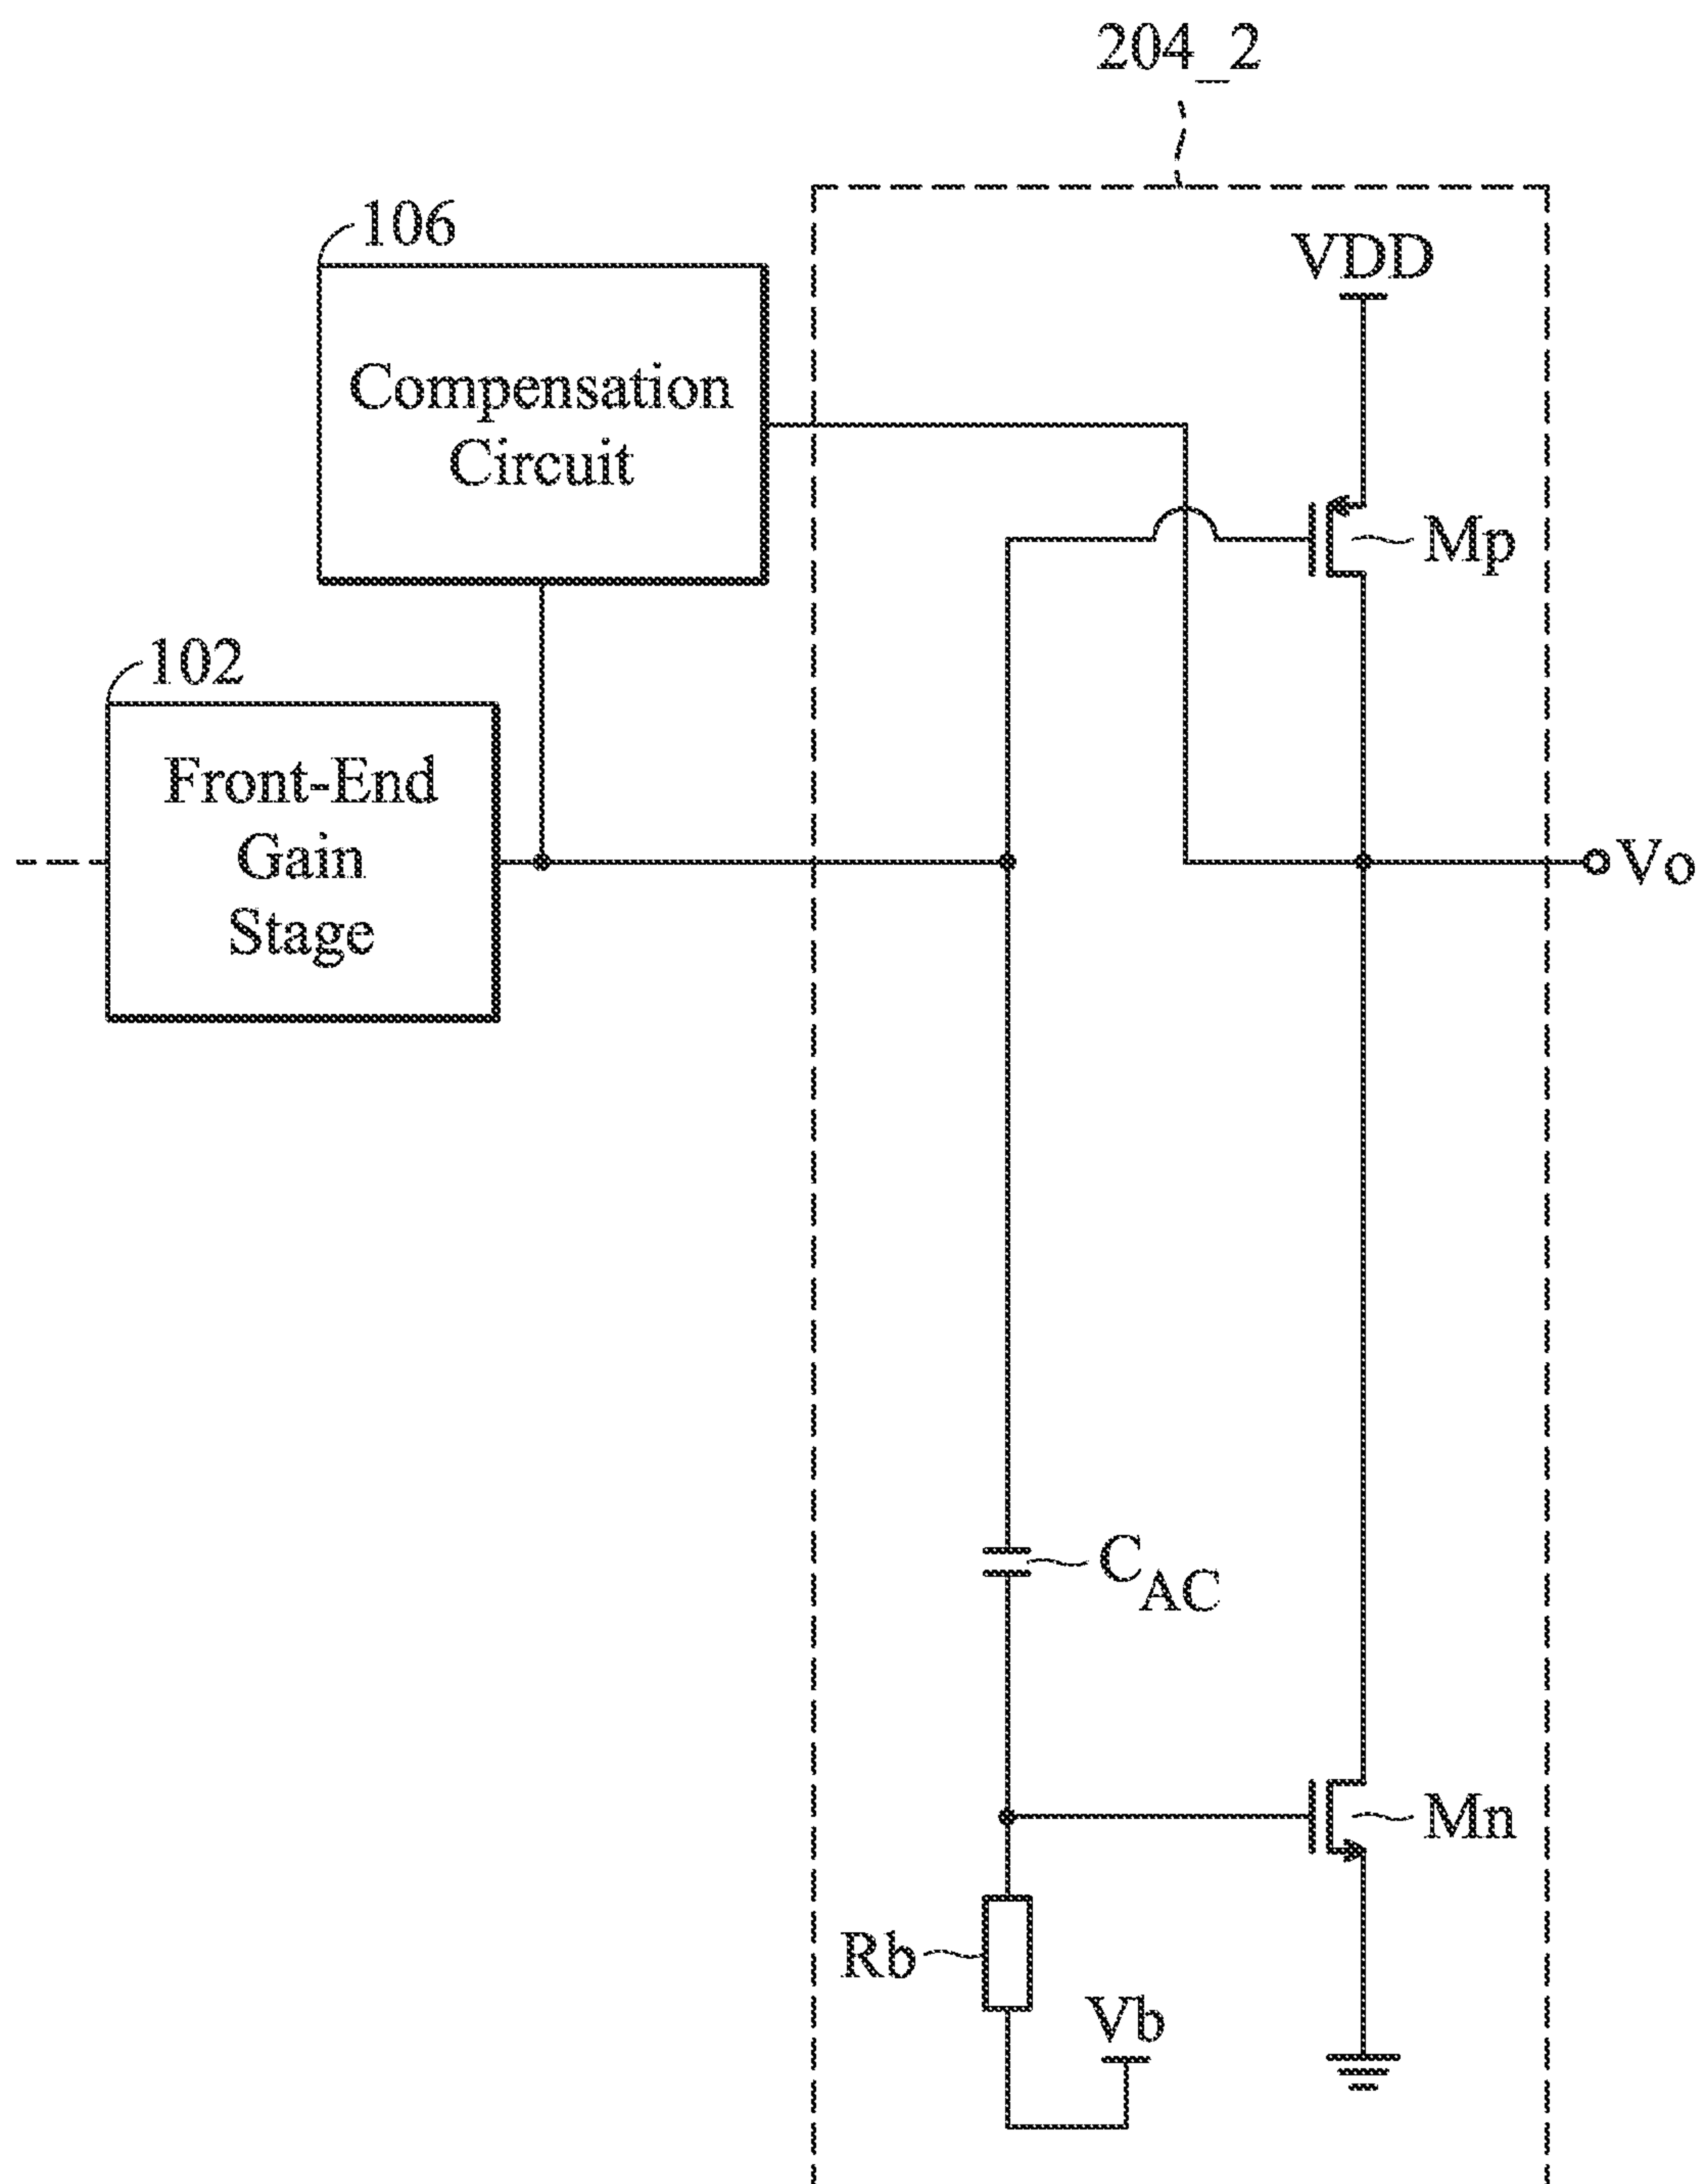 204_2
106
VDD
Compensation
Circuit
Mp
102
Front-End
Gain
Stage
Vo
CAC
Mn
Rb
Vb